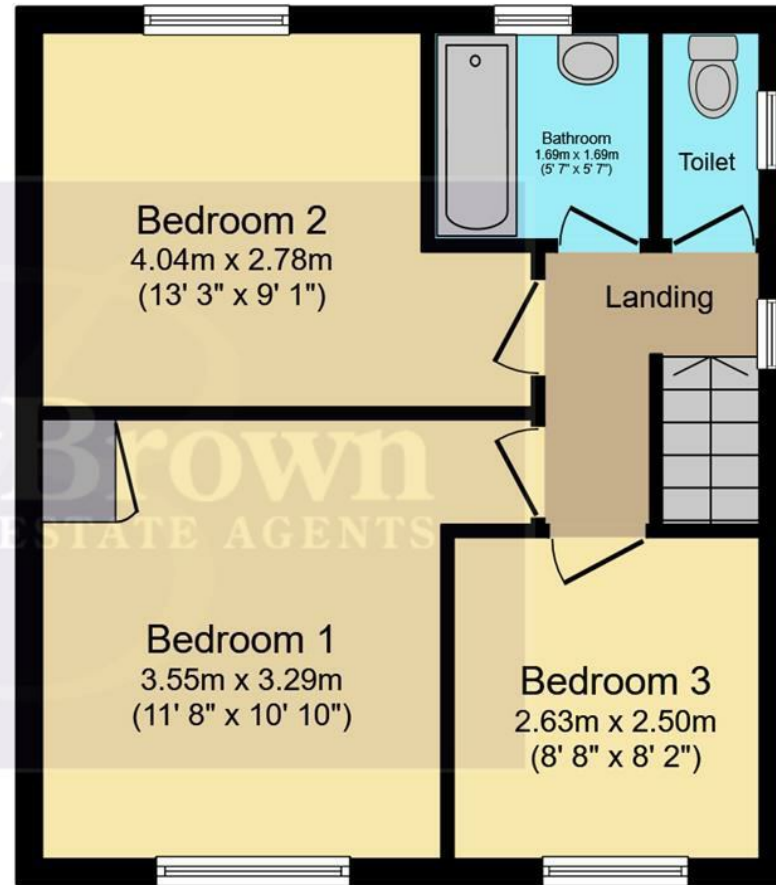 Bathroom
1.69m x 1.69m
(5' 7" x 5' 7")
Toilet
Bedroom 2
4.04m x 2.78m
(13' 3" x 9' 1")
Landing
Brown
ESTATE AGENTS
Bedroom 1
3.55m x 3.29m
(11' 8" x 10' 10")
Bedroom 3
2.63m x 2.50m
(8' 8" x 8' 2")